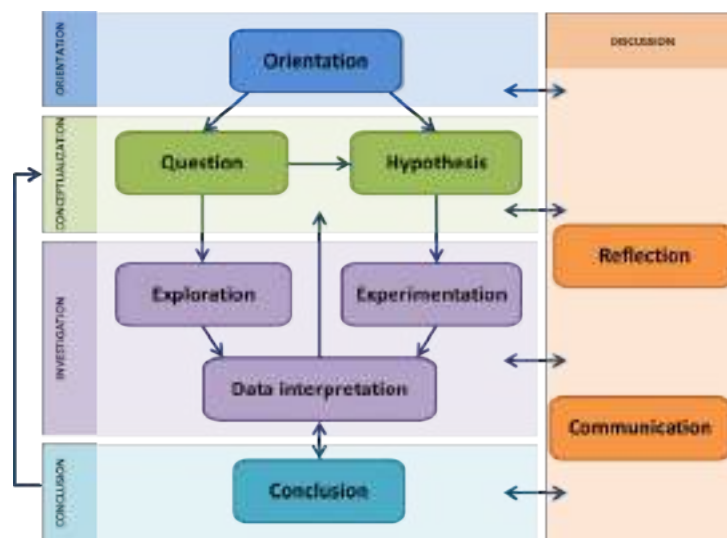 ORIENTATION
Orientation
DISCUSSION
CONCEPTUALIZATION
Question
Hypothesis
Reflection
INVESTIGATION
Exploration
Experimentation
Data interpretation
Communication
CONCLUSION
Conclusion